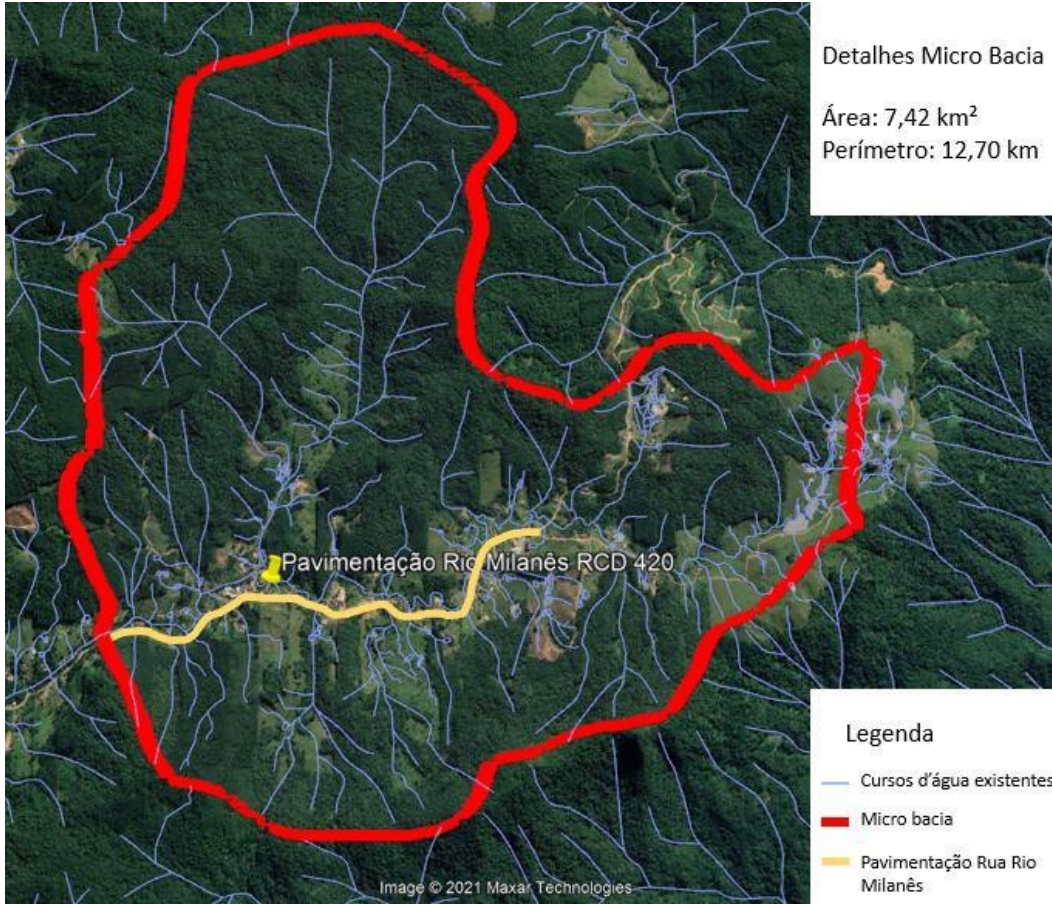 Detalhes Micro Bacia
Área: 7,42 km²
Perímetro: 12,70 km
Pavimentação Rio Milanês RCD 420
Legenda
Cursos d'água existentes
Micro bacia
Pavimentação Rua Rio
Milanês
Image © 2021 Maxar Technologies